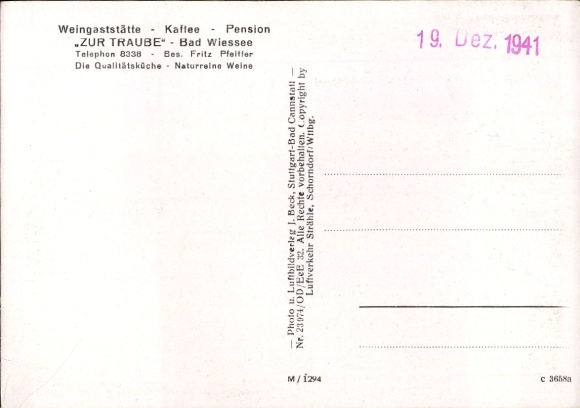 Weingaststätte - Kaffee - Pension
„ZUR TRAUBE“ - Bad Wiessee
Telephon 8338 - Bes. Fritz Pfeiffer
Die Qualitätsküche - Naturreine Weine
19. Dez. 1941
— Photo u. Luftbildverlag J. Beck, Stuttgart-Bad Cannstatt —
Nr. 23974/OD/EeE 32. Alle Rechte vorbehalten. Copyright by
Luftverkehr Strähle, Schorndorf/Wttbg.
M/1294
c 3658a